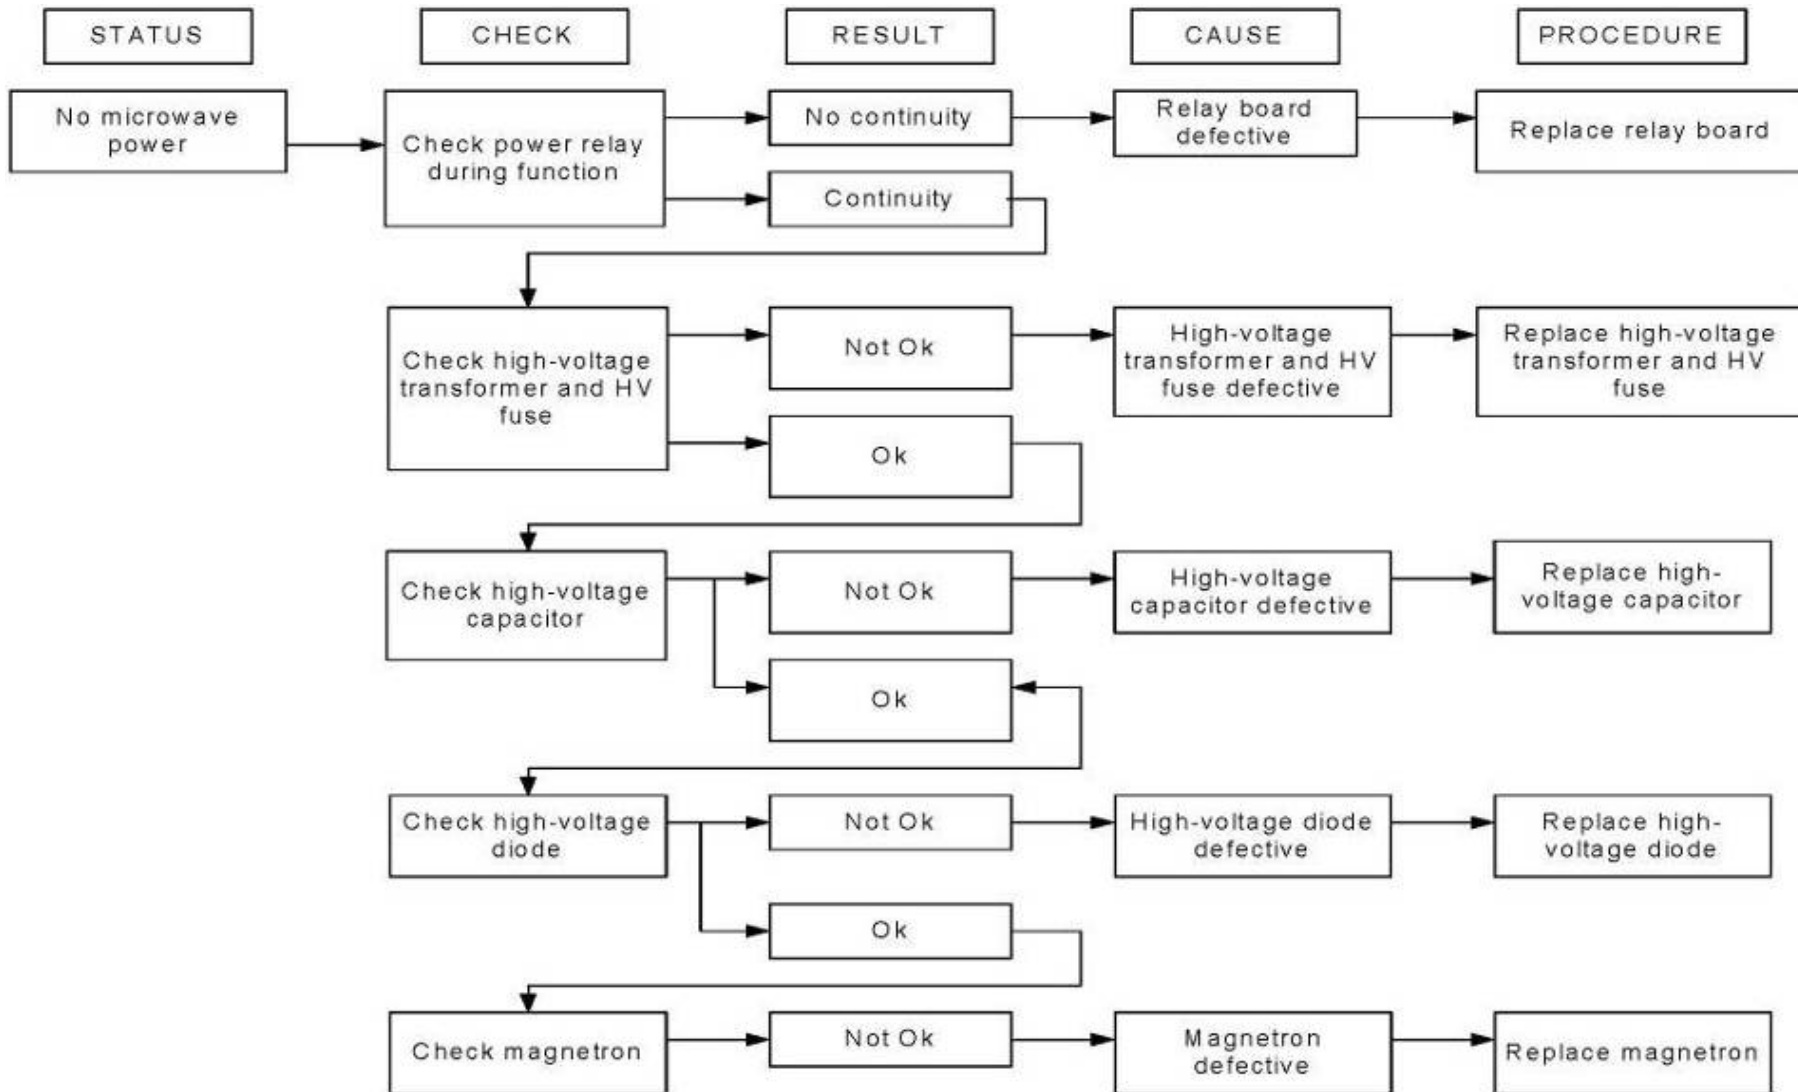 STATUS
CHECK
RESULT
CAUSE
PROCEDURE
No microwave
power
Check power relay
during function
No continuity
Relay board
defective
Replace relay board
Continuity
Check high-voltage
transformer and HV
fuse
Not Ok
High-voltage
transformer and HV
fuse defective
Replace high-voltage
transformer and HV
fuse
Ok
Check high-voltage
capacitor
Not Ok
High-voltage
capacitor defective
Replace high-
voltage capacitor
Ok
Check high-voltage
diode
Not Ok
High-voltage diode
defective
Replace high-
voltage diode
Ok
Check magnetron
Not Ok
Magnetron
defective
Replace magnetron